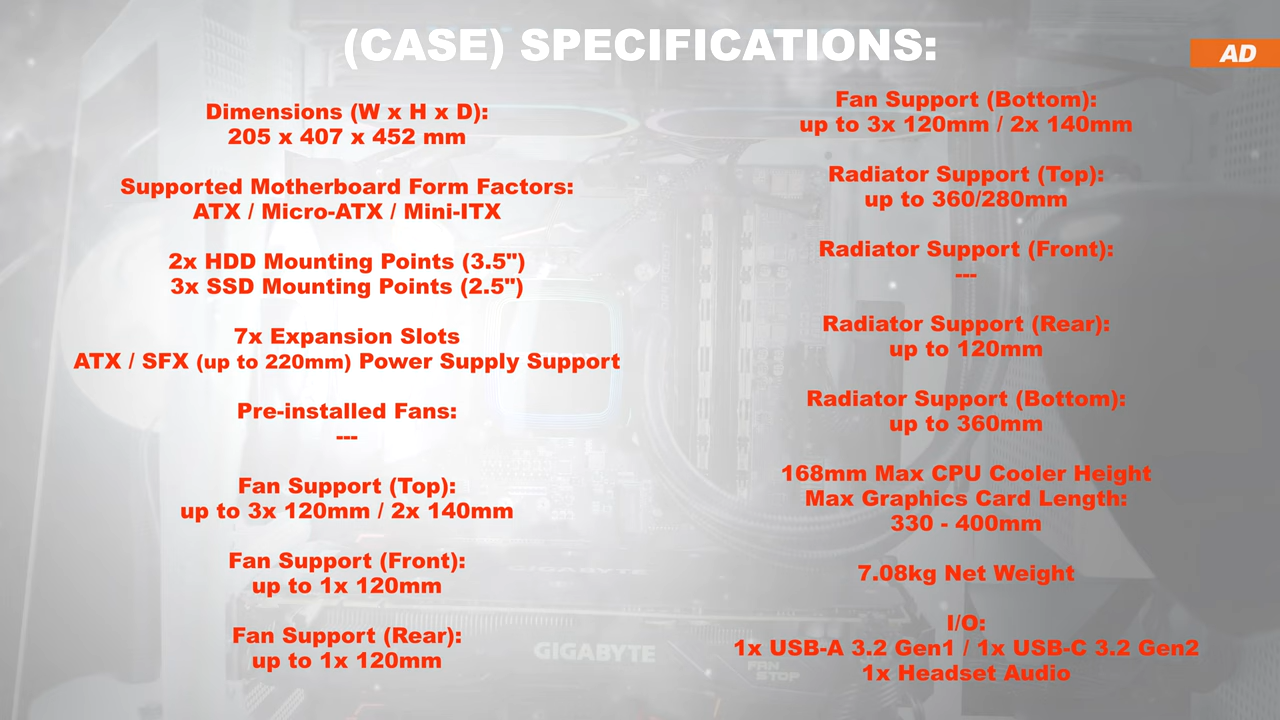 (CASE) SPECIFICATIONS:
AD
Dimensions (W x H x D):
205 x 407 x 452 mm
Supported Motherboard Form Factors:
ATX / Micro-ATX / Mini-ITX
2x HDD Mounting Points (3.5")
3x SSD Mounting Points (2.5")
7x Expansion Slots
ATX / SFX (up to 220mm) Power Supply Support
Pre-installed Fans:
---
Fan Support (Top):
up to 3x 120mm / 2x 140mm
Fan Support (Front):
up to 1x 120mm
Fan Support (Rear):
up to 1x 120mm
Fan Support (Bottom):
up to 3x 120mm / 2x 140mm
Radiator Support (Top):
up to 360/280mm
Radiator Support (Front):
---
Radiator Support (Rear):
up to 120mm
Radiator Support (Bottom):
up to 360mm
168mm Max CPU Cooler Height
Max Graphics Card Length:
330 - 400mm
7.08kg Net Weight
I/O:
1x USB-A 3.2 Gen1 / 1x USB-C 3.2 Gen2
1x Headset Audio
GIGABYTE
GIGABYTE
FAN
STOP